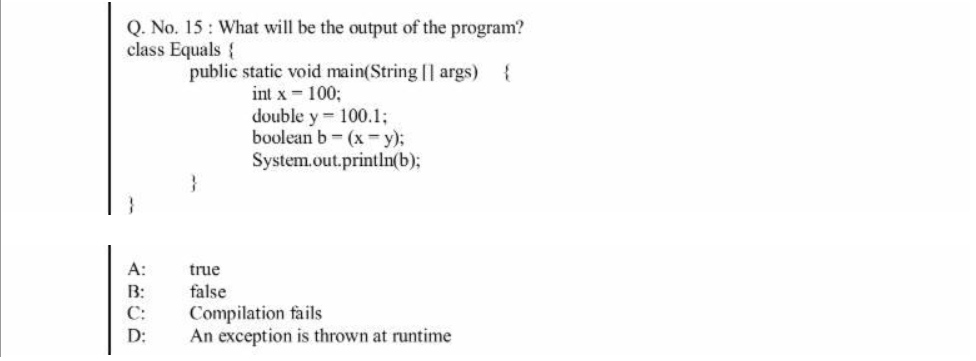 Q. No. 15 : What will be the output of the program?
class Equals {
public static void main(String [] args) {
int x = 100;
double y = 100.1;
boolean b = (x = y);
System.out.println(b);
}
}
A: true
B: false
C: Compilation fails
D: An exception is thrown at runtime